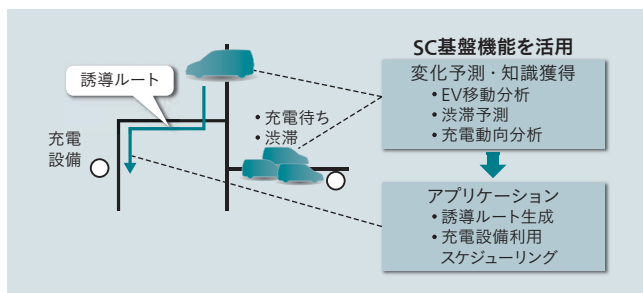 SC基盤機能を活用
変化予測・知識獲得
• EV移動分析
• 渋滞予測
• 充電動向分析
誘導ルート
• 充電待ち
• 渋滞
充電
設備
アプリケーション
• 誘導ルート生成
• 充電設備利用
スケジューリング